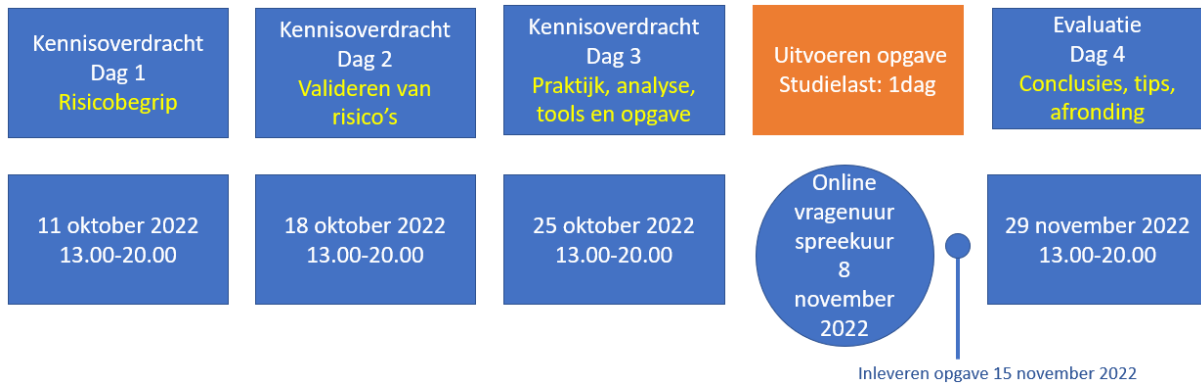 Kennisoverdracht
Dag 1
Risicobegrip
Kennisoverdracht
Dag 2
Valideren van
risico's
Kennisoverdracht
Dag 3
Praktijk, analyse,
tools en opgave
Uitvoeren opgave
Studielast: 1dag
Evaluatie
Dag 4
Conclusies, tips,
afronding
11 oktober 2022
13.00-20.00
18 oktober 2022
13.00-20.00
25 oktober 2022
13.00-20.00
Online
vragenuur
spreekuur
8
november
2022
29 november 2022
13.00-20.00
Inleveren opgave 15 november 2022